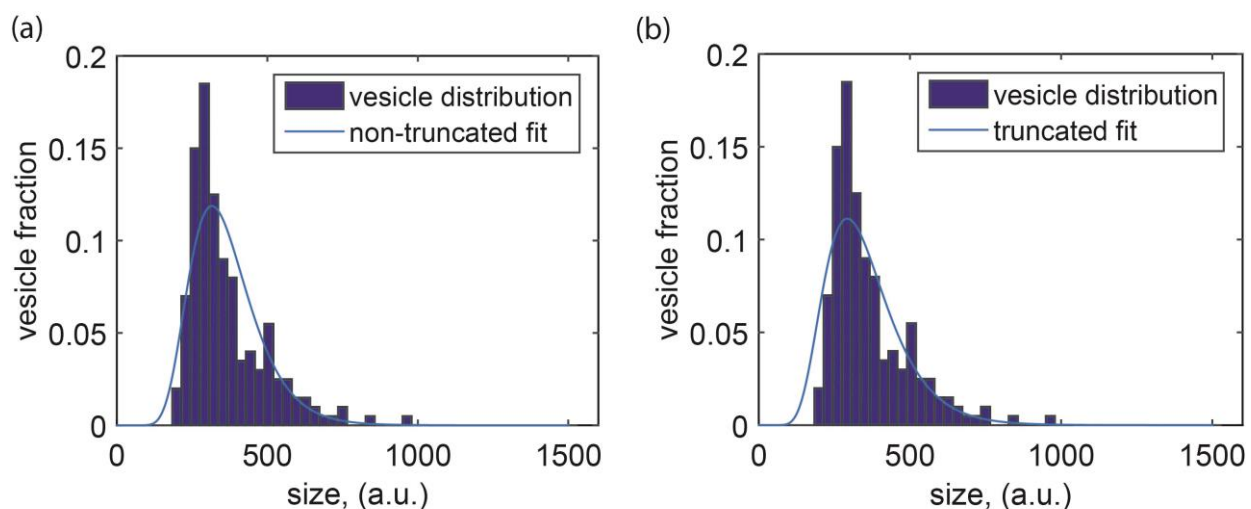 (a)
0.2
0.15
0.1
0.05
0
vesicle fraction
vesicle distribution
non-truncated fit
0 500 1000 1500
size, (a.u.)
(b)
0.2
0.15
0.1
0.05
0
vesicle fraction
vesicle distribution
truncated fit
0 500 1000 1500
size, (a.u.)